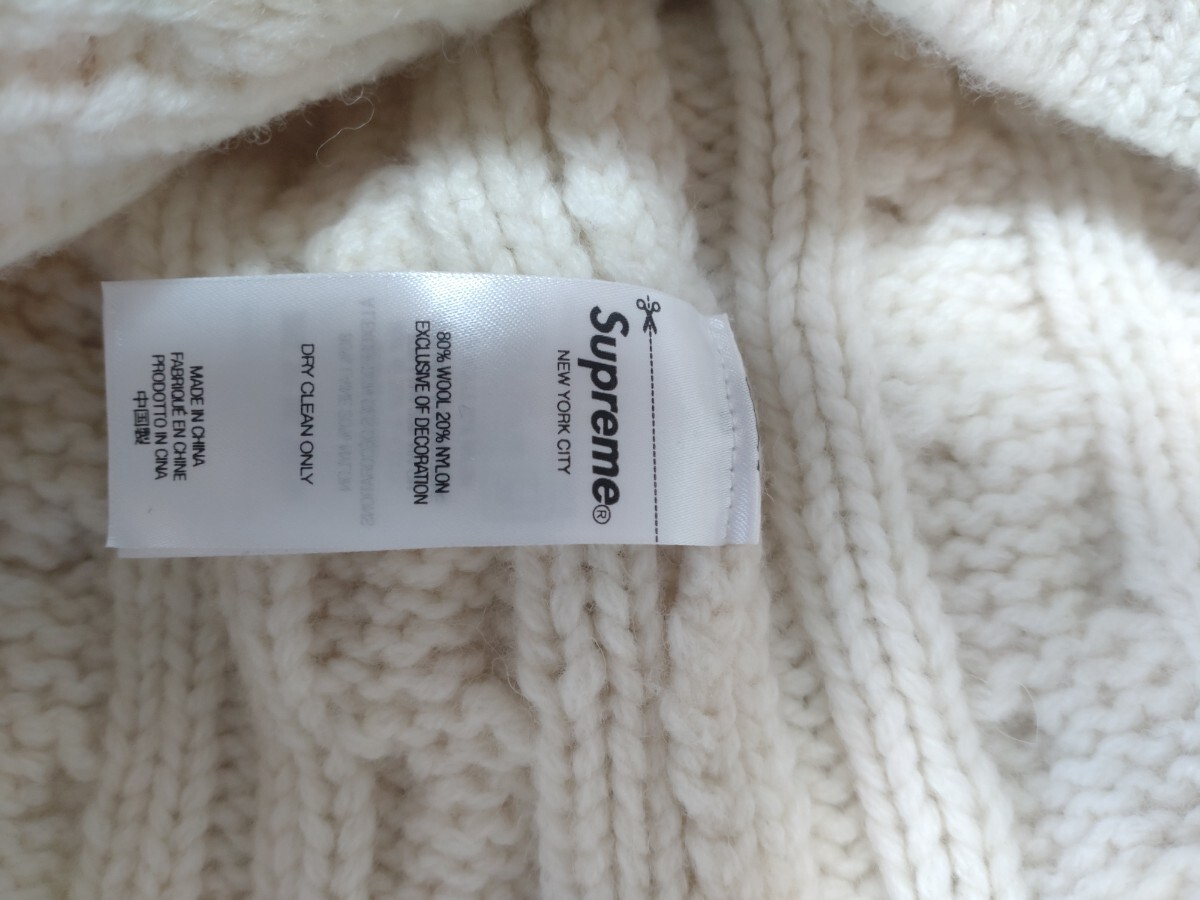 Supreme®
NEW YORK CITY
80% WOOL 20% NYLON
EXCLUSIVE OF DECORATION
DRY CLEAN ONLY
MADE IN CHINA
FABRIQUÉ EN CHINE
PRODOTTO IN CINA
中国製